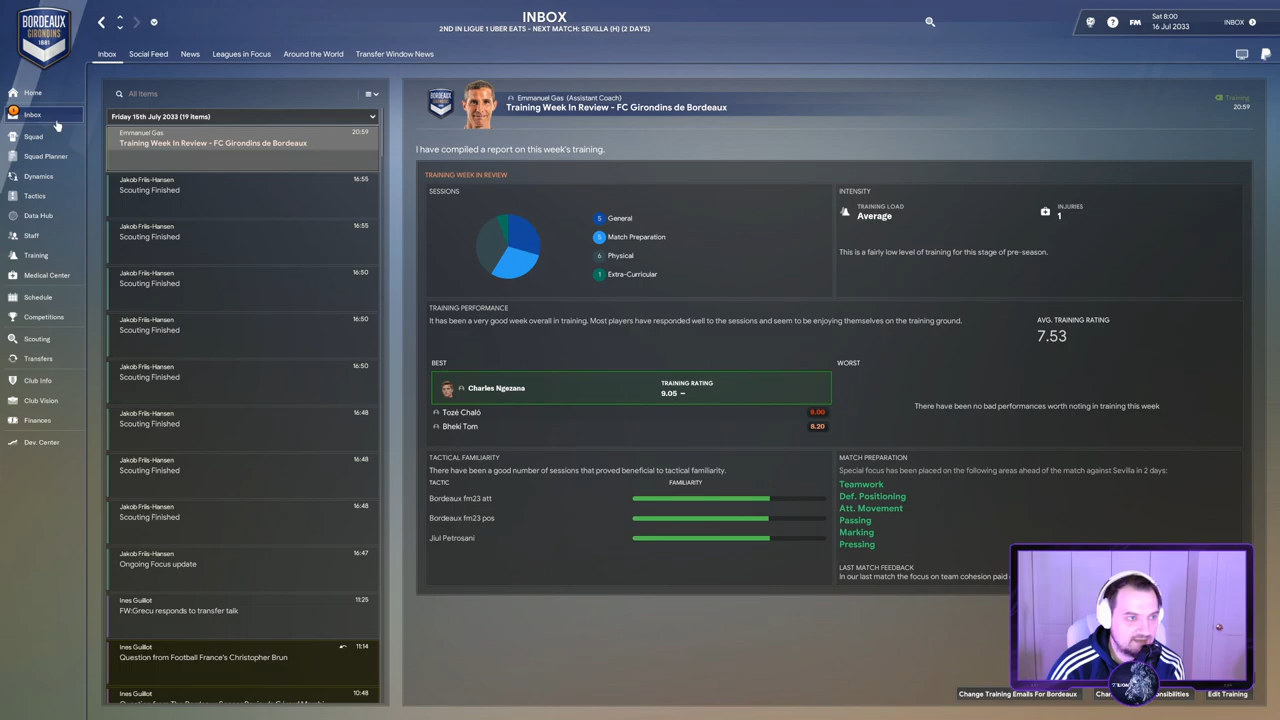 BORDEAUX
GIRONDINS
1881
INBOX
2ND IN LIGUE 1 UBER EATS - NEXT MATCH: SEVILLA (H) (2 DAYS)
FM
Sat 8:00
16 Jul 2033
INBOX
Inbox
Social Feed
News
Leagues in Focus
Around the World
Transfer Window News
Home
Inbox
Squad
Squad Planner
Dynamics
Tactics
Data Hub
Staff
Training
Medical Center
Schedule
Competitions
Scouting
Transfers
Club Info
Club Vision
Finances
Dev. Center
All Items
Friday 15th July 2033 (19 items)
Emmanuel Gas 20:59
Training Week In Review - FC Girondins de Bordeaux
Jakob Friis-Hansen 16:55
Scouting Finished
Jakob Friis-Hansen 16:55
Scouting Finished
Jakob Friis-Hansen 16:50
Scouting Finished
Jakob Friis-Hansen 16:50
Scouting Finished
Jakob Friis-Hansen 16:50
Scouting Finished
Jakob Friis-Hansen 16:48
Scouting Finished
Jakob Friis-Hansen 16:48
Scouting Finished
Jakob Friis-Hansen 16:48
Scouting Finished
Jakob Friis-Hansen 16:47
Ongoing Focus update
Ines Guillot 11:25
FW:Grecu responds to transfer talk
Ines Guillot 11:14
Question from Football France's Christopher Brun
Ines Guillot 10:48
Emmanuel Gas (Assistant Coach)
Training Week In Review - FC Girondins de Bordeaux
Training
20:59
I have compiled a report on this week's training.
TRAINING WEEK IN REVIEW
SESSIONS
5 General
5 Match Preparation
6 Physical
1 Extra-Curricular
INTENSITY
TRAINING LOAD
Average
INJURIES
1
This is a fairly low level of training for this stage of pre-season.
TRAINING PERFORMANCE
It has been a very good week overall in training. Most players have responded well to the sessions and seem to be enjoying themselves on the training ground.
AVG. TRAINING RATING
7.53
BEST
Charles Ngezana
TRAINING RATING
9.05 –
Tozé Chaló 9.00
Bheki Tom 8.20
WORST
There have been no bad performances worth noting in training this week
TACTICAL FAMILIARITY
There have been a good number of sessions that proved beneficial to tactical familiarity.
TACTIC FAMILIARITY
Bordeaux fm23 att
Bordeaux fm23 pos
Jiul Petrosani
MATCH PREPARATION
Special focus has been placed on the following areas ahead of the match against Sevilla in 2 days:
Teamwork
Def. Positioning
Att. Movement
Passing
Marking
Pressing
LAST MATCH FEEDBACK
In our last match the focus on team cohesion paid
Change Training Emails For Bordeaux
Edit Training